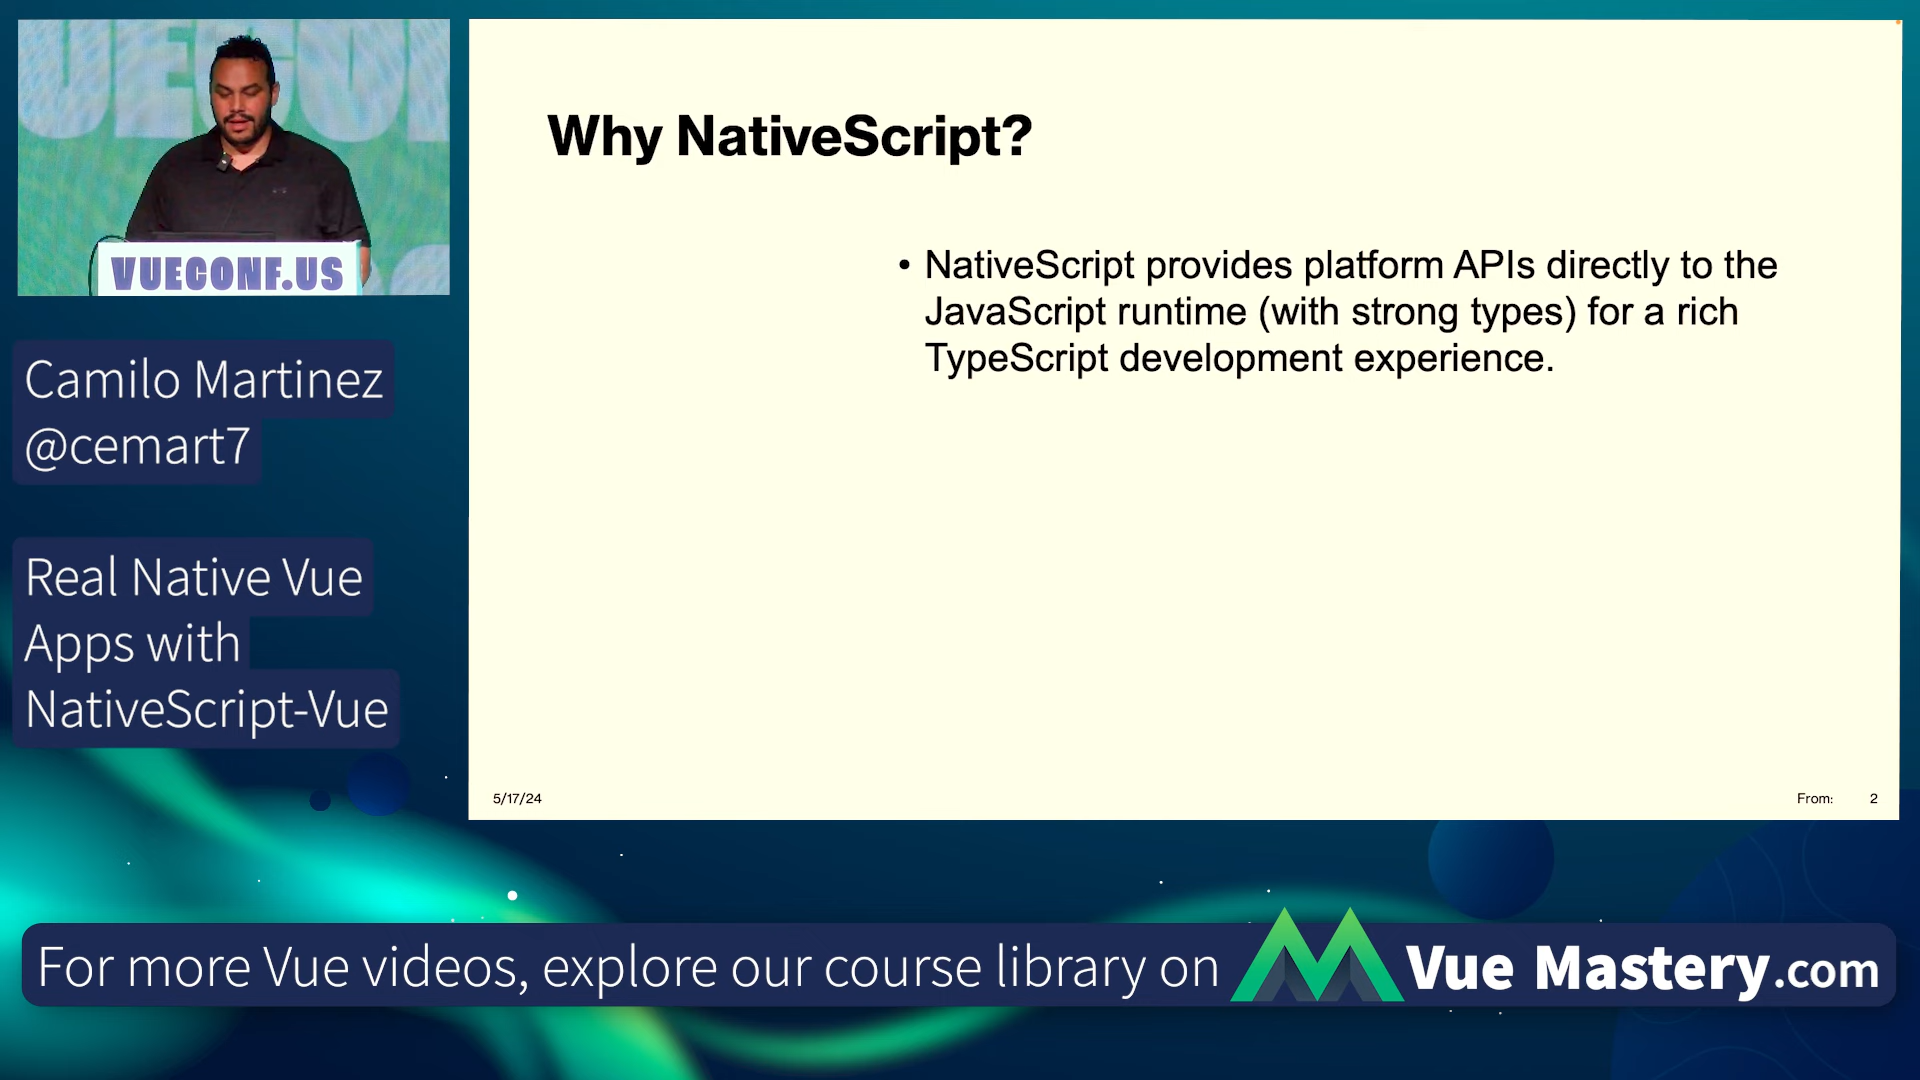 VUECONF.US
Camilo Martinez
@cemart7
Real Native Vue
Apps with
NativeScript-Vue
Why NativeScript?
• NativeScript provides platform APIs directly to the
JavaScript runtime (with strong types) for a rich
TypeScript development experience.
5/17/24
From: 2
For more Vue videos, explore our course library on Vue Mastery.com